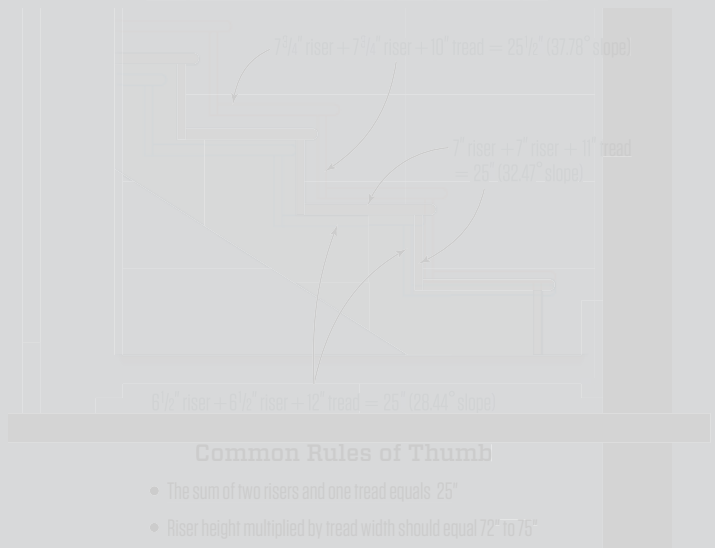 7¾" riser + 7¾" riser + 10" tread = 25½" (37.78° slope)
7" riser + 7" riser + 11" tread
= 25" (32.47° slope)
6½" riser + 6½" riser + 12" tread = 25" (28.44° slope)
Common Rules of Thumb
• The sum of two risers and one tread equals 25"
• Riser height multiplied by tread width should equal 72" to 75"